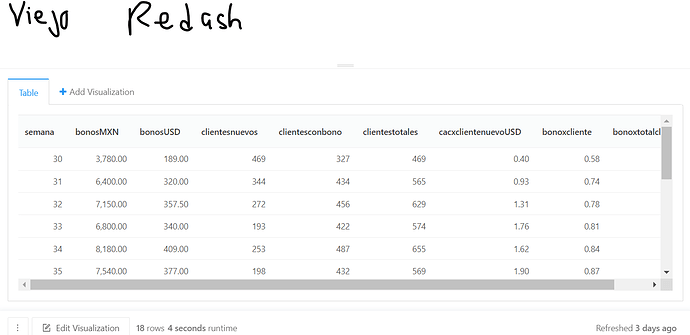 Viejo Redash
Table + Add Visualization
semana bonosMXN bonosUSD clientesnuevos clientesconbono clientestotales cacxclientenuevoUSD bonoxcliente bonoxtotalcl
30 3,780.00 189.00 469 327 469 0.40 0.58
31 6,400.00 320.00 344 434 565 0.93 0.74
32 7,150.00 357.50 272 456 629 1.31 0.78
33 6,800.00 340.00 193 422 574 1.76 0.81
34 8,180.00 409.00 253 487 655 1.62 0.84
35 7,540.00 377.00 198 432 569 1.90 0.87
Edit Visualization 18 rows 4 seconds runtime Refreshed 3 days ago